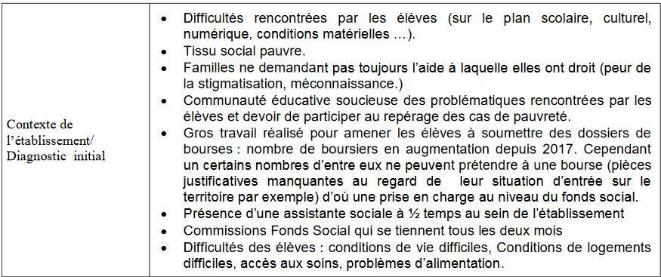 Contexte de
l'établissement/
Diagnostic initial
• Difficultés rencontrées par les élèves (sur le plan scolaire, culturel,
numérique, conditions matérielles …).
• Tissu social pauvre.
• Familles ne demandant pas toujours l'aide à laquelle elles ont droit (peur de
la stigmatisation, méconnaissance.)
• Communauté éducative soucieuse des problématiques rencontrées par les
élèves et devoir de participer au repérage des cas de pauvreté.
• Gros travail réalisé pour amener les élèves à soumettre des dossiers de
bourses : nombre de boursiers en augmentation depuis 2017. Cependant
un certains nombres d'entre eux ne peuvent prétendre à une bourse (pièces
justificatives manquantes au regard de leur situation d'entrée sur le
territoire par exemple) d'où une prise en charge au niveau du fonds social.
• Présence d'une assistante sociale à ½ temps au sein de l'établissement
• Commissions Fonds Social qui se tiennent tous les deux mois
• Difficultés des élèves : conditions de vie difficiles, Conditions de logements
difficiles, accès aux soins, problèmes d'alimentation.